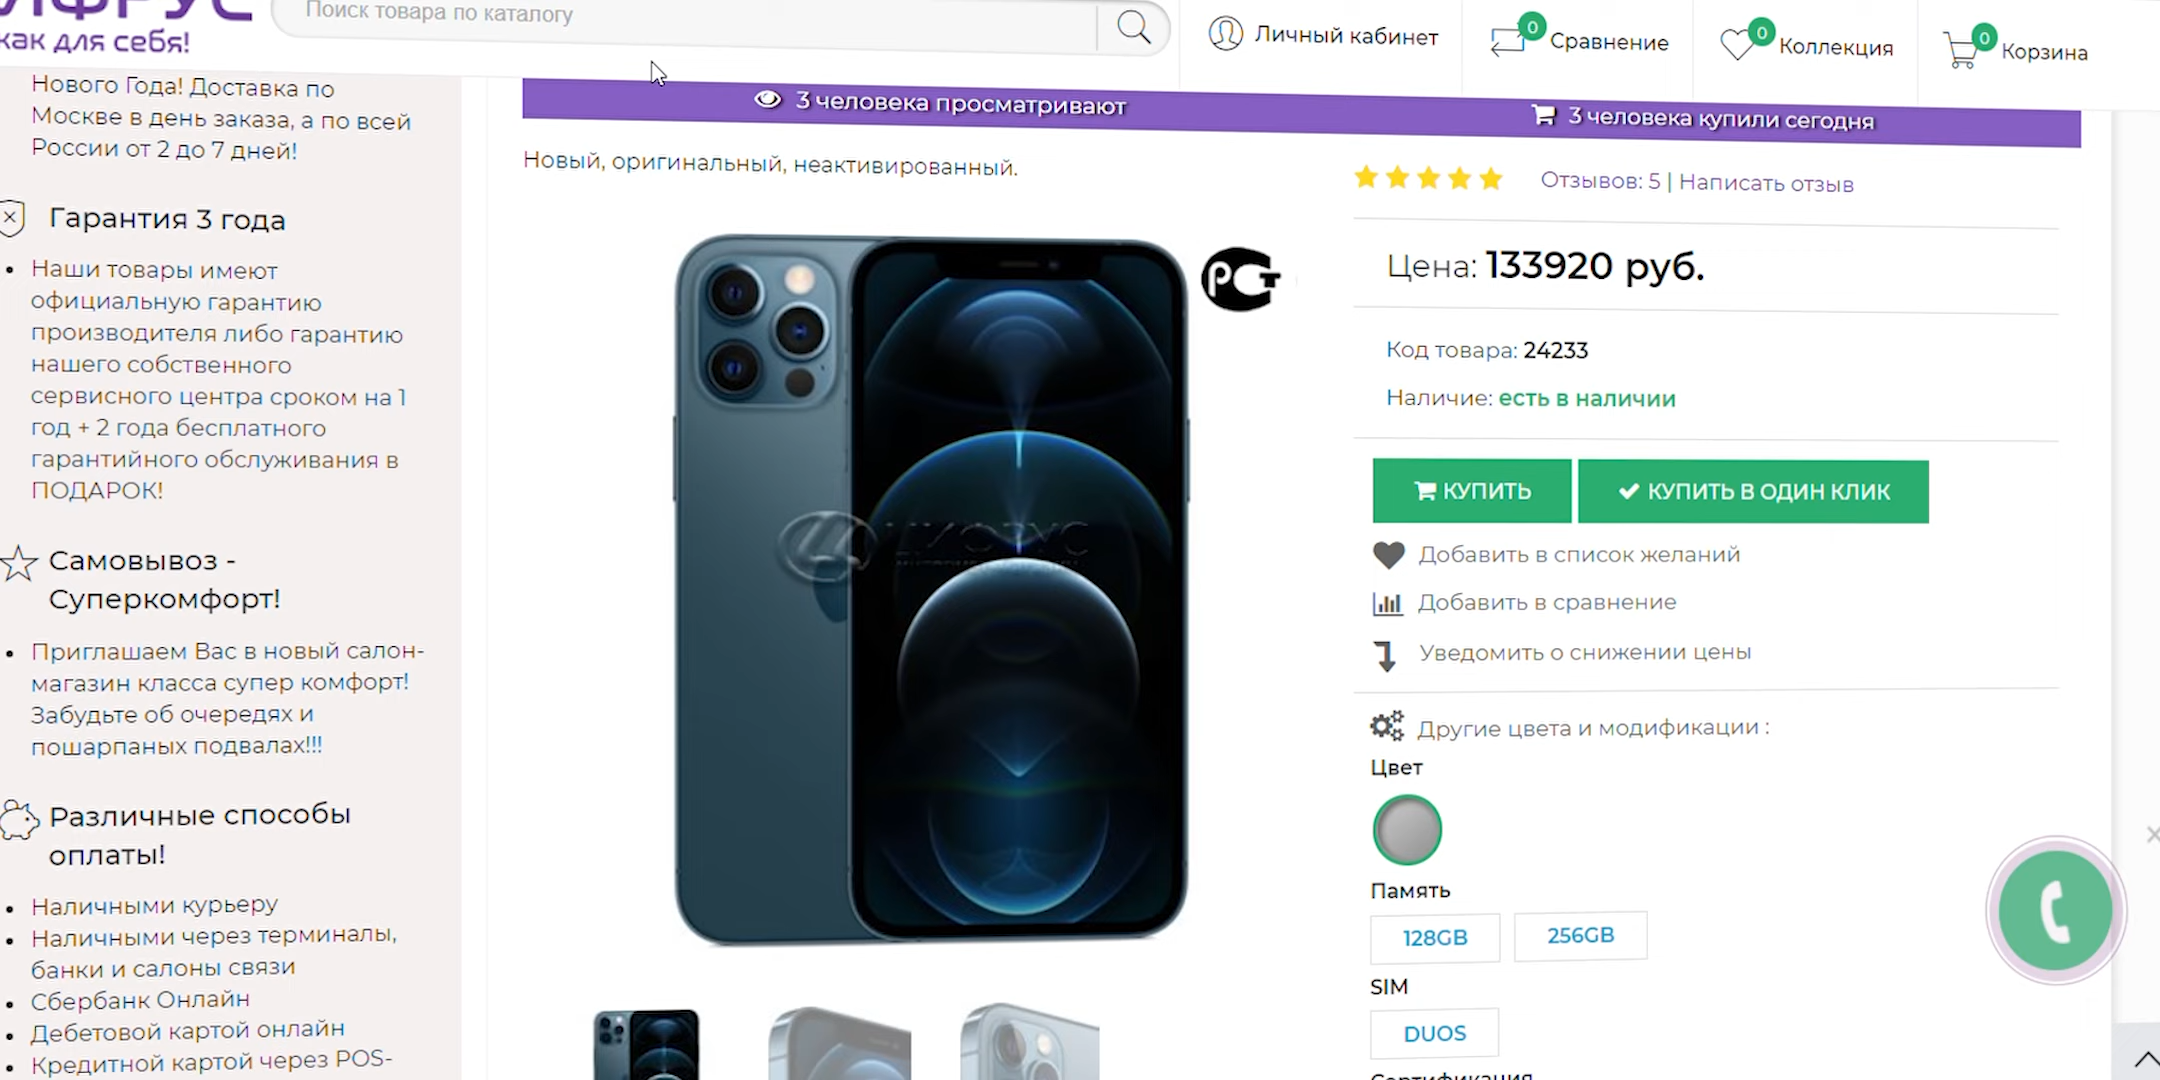 как для себя!
Поиск товара по каталогу
Личный кабинет
0
Сравнение
0
Коллекция
0
Корзина
Нового Года! Доставка по
Москве в день заказа, а по всей
России от 2 до 7 дней!
Гарантия 3 года
Наши товары имеют
официальную гарантию
производителя либо гарантию
нашего собственного
сервисного центра сроком на 1
год + 2 года бесплатного
гарантийного обслуживания в
ПОДАРОК!
Самовывоз -
Суперкомфорт!
Приглашаем Вас в новый салон-
магазин класса супер комфорт!
Забудьте об очередях и
пошарпаных подвалах!!!
Различные способы
оплаты!
Наличными курьеру
Наличными через терминалы,
банки и салоны связи
Сбербанк Онлайн
Дебетовой картой онлайн
Кредитной картой через POS-
3 человека просматривают
3 человека купили сегодня
Новый, оригинальный, неактивированный.
ЦИФРУС
РСТ
Отзывов: 5 | Написать отзыв
Цена: 133920 руб.
Код товара: 24233
Наличие: есть в наличии
КУПИТЬ
КУПИТЬ В ОДИН КЛИК
Добавить в список желаний
Добавить в сравнение
Уведомить о снижении цены
Другие цвета и модификации :
Цвет
Память
128GB
256GB
SIM
DUOS
Сертификация